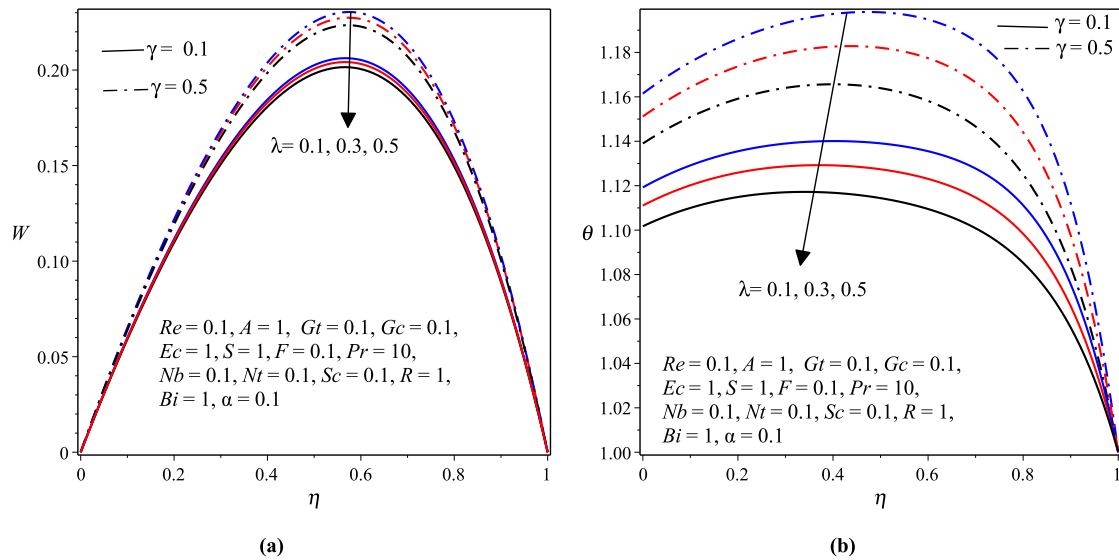 γ = 0.1
γ = 0.5
0.20
0.15
W
0.10
0.05
0
λ= 0.1, 0.3, 0.5
Re = 0.1, A = 1, Gt = 0.1, Gc = 0.1,
Ec = 1, S = 1, F = 0.1, Pr = 10,
Nb = 0.1, Nt = 0.1, Sc = 0.1, R = 1,
Bi = 1, α = 0.1
0 0.2 0.4 0.6 0.8 1
η
(a)
γ = 0.1
γ = 0.5
1.18
1.16
1.14
1.12
θ
1.10
1.08
1.06
1.04
1.02
1.00
λ= 0.1, 0.3, 0.5
Re = 0.1, A = 1, Gt = 0.1, Gc = 0.1,
Ec = 1, S = 1, F = 0.1, Pr = 10,
Nb = 0.1, Nt = 0.1, Sc = 0.1, R = 1,
Bi = 1, α = 0.1
0 0.2 0.4 0.6 0.8 1
η
(b)